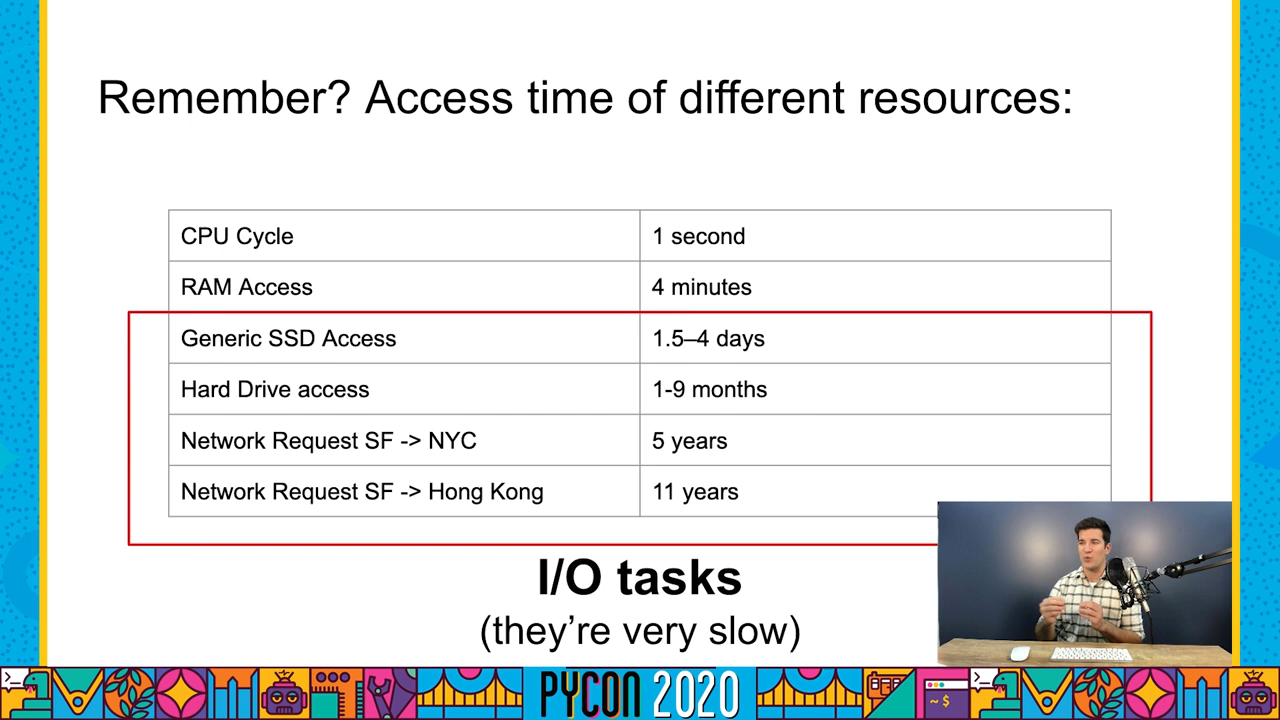 Remember? Access time of different resources:
CPU Cycle 1 second
RAM Access 4 minutes
Generic SSD Access 1.5–4 days
Hard Drive access 1-9 months
Network Request SF -> NYC 5 years
Network Request SF -> Hong Kong 11 years
I/O tasks
(they’re very slow)
PYCON 2020
~$